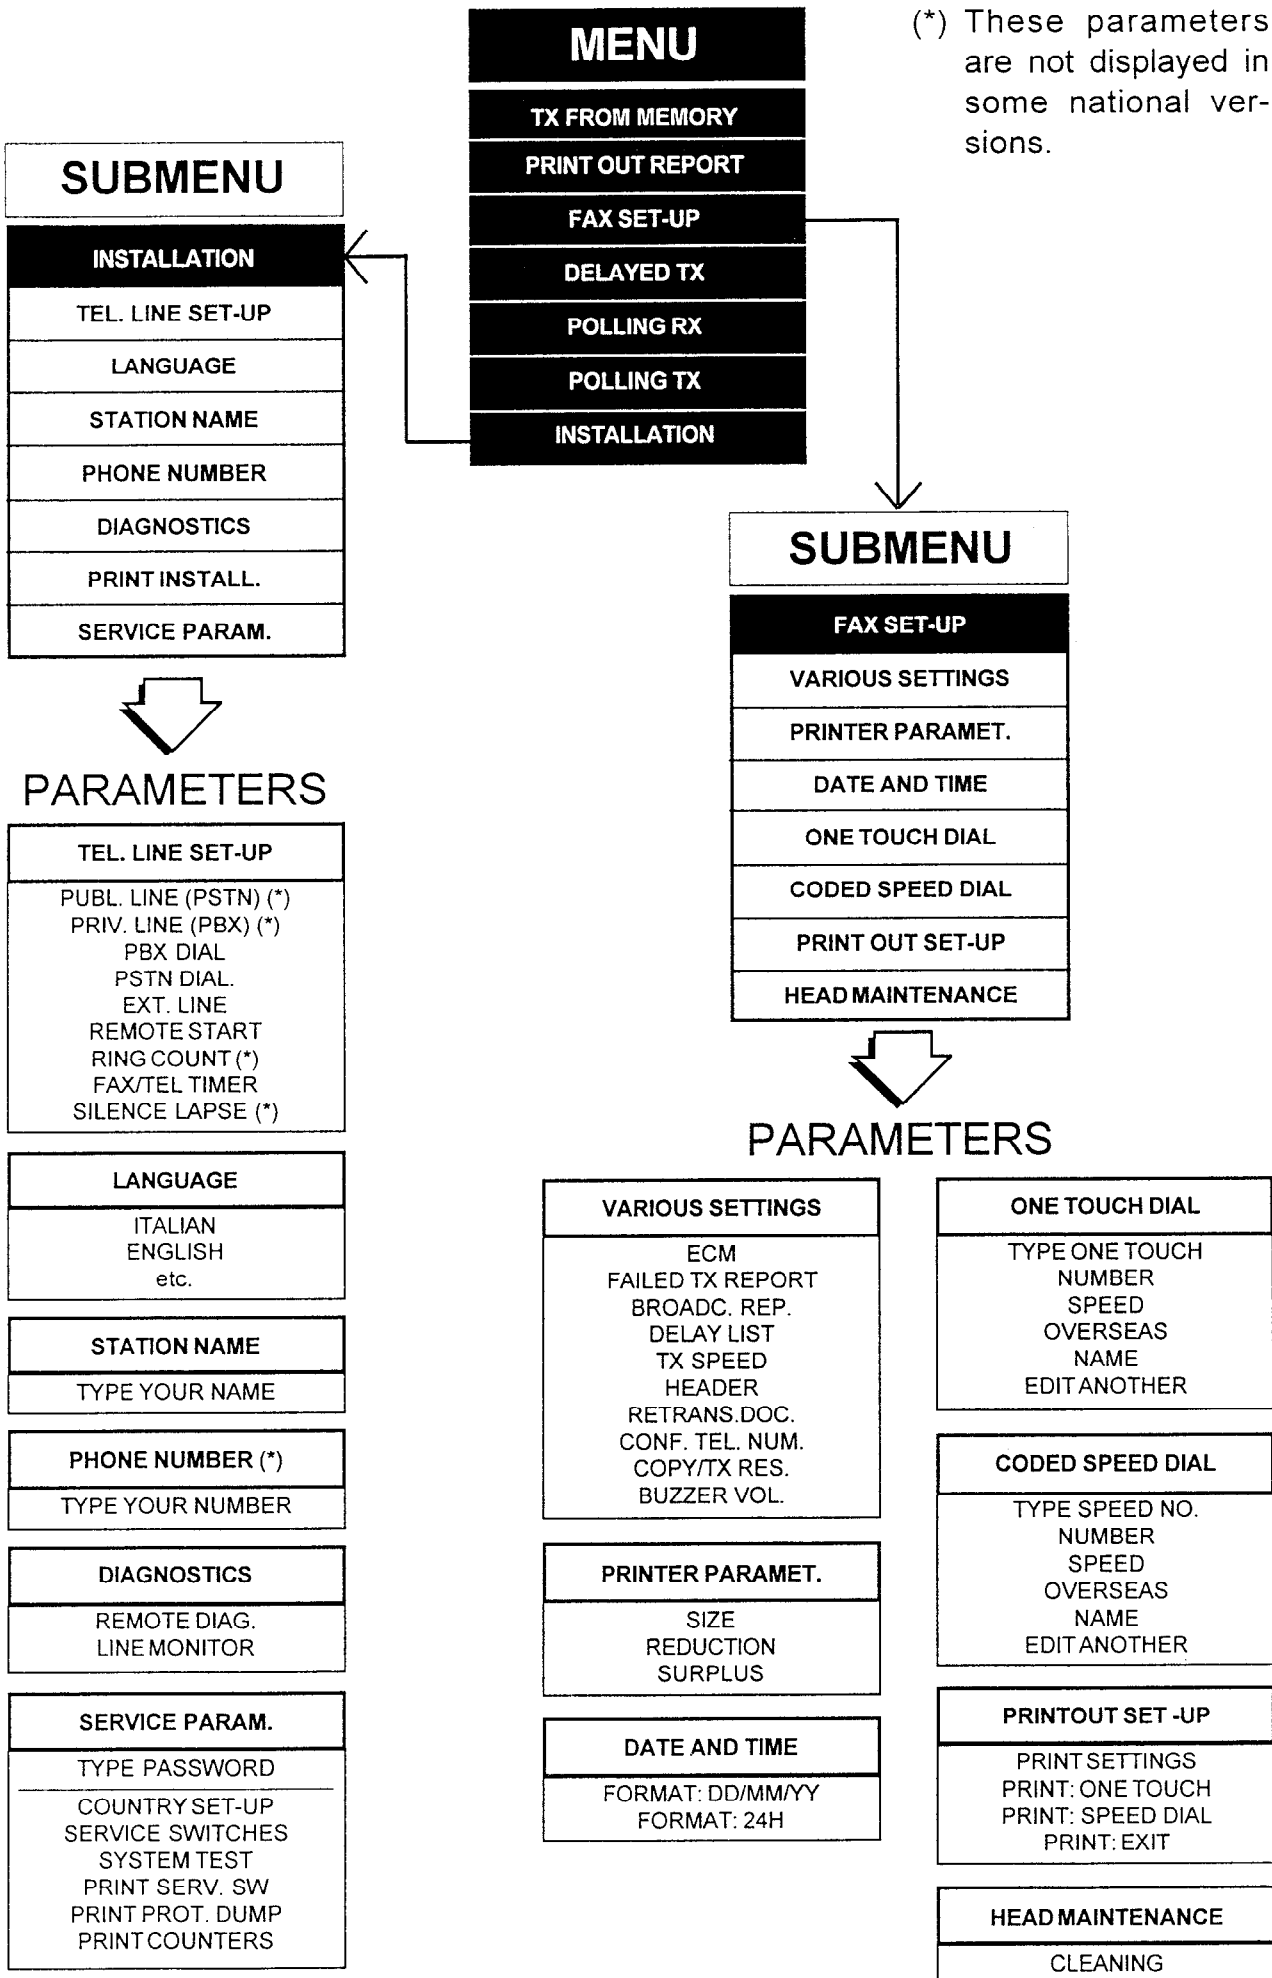 MENU
TX FROM MEMORY
PRINT OUT REPORT
FAX SET-UP
DELAYED TX
POLLING RX
POLLING TX
INSTALLATION
(*) These parameters
are not displayed in
some national ver-
sions.
SUBMENU
INSTALLATION
TEL. LINE SET-UP
LANGUAGE
STATION NAME
PHONE NUMBER
DIAGNOSTICS
PRINT INSTALL.
SERVICE PARAM.
PARAMETERS
TEL. LINE SET-UP
PUBL. LINE (PSTN) (*)
PRIV. LINE (PBX) (*)
PBX DIAL
PSTN DIAL.
EXT. LINE
REMOTE START
RING COUNT (*)
FAX/TEL TIMER
SILENCE LAPSE (*)
LANGUAGE
ITALIAN
ENGLISH
etc.
STATION NAME
TYPE YOUR NAME
PHONE NUMBER (*)
TYPE YOUR NUMBER
DIAGNOSTICS
REMOTE DIAG.
LINE MONITOR
SERVICE PARAM.
TYPE PASSWORD
COUNTRY SET-UP
SERVICE SWITCHES
SYSTEM TEST
PRINT SERV. SW
PRINT PROT. DUMP
PRINT COUNTERS
SUBMENU
FAX SET-UP
VARIOUS SETTINGS
PRINTER PARAMET.
DATE AND TIME
ONE TOUCH DIAL
CODED SPEED DIAL
PRINT OUT SET-UP
HEAD MAINTENANCE
PARAMETERS
VARIOUS SETTINGS
ECM
FAILED TX REPORT
BROADC. REP.
DELAY LIST
TX SPEED
HEADER
RETRANS.DOC.
CONF. TEL. NUM.
COPY/TX RES.
BUZZER VOL.
PRINTER PARAMET.
SIZE
REDUCTION
SURPLUS
DATE AND TIME
FORMAT: DD/MM/YY
FORMAT: 24H
ONE TOUCH DIAL
TYPE ONE TOUCH
NUMBER
SPEED
OVERSEAS
NAME
EDIT ANOTHER
CODED SPEED DIAL
TYPE SPEED NO.
NUMBER
SPEED
OVERSEAS
NAME
EDIT ANOTHER
PRINTOUT SET -UP
PRINT SETTINGS
PRINT: ONE TOUCH
PRINT: SPEED DIAL
PRINT: EXIT
HEAD MAINTENANCE
CLEANING